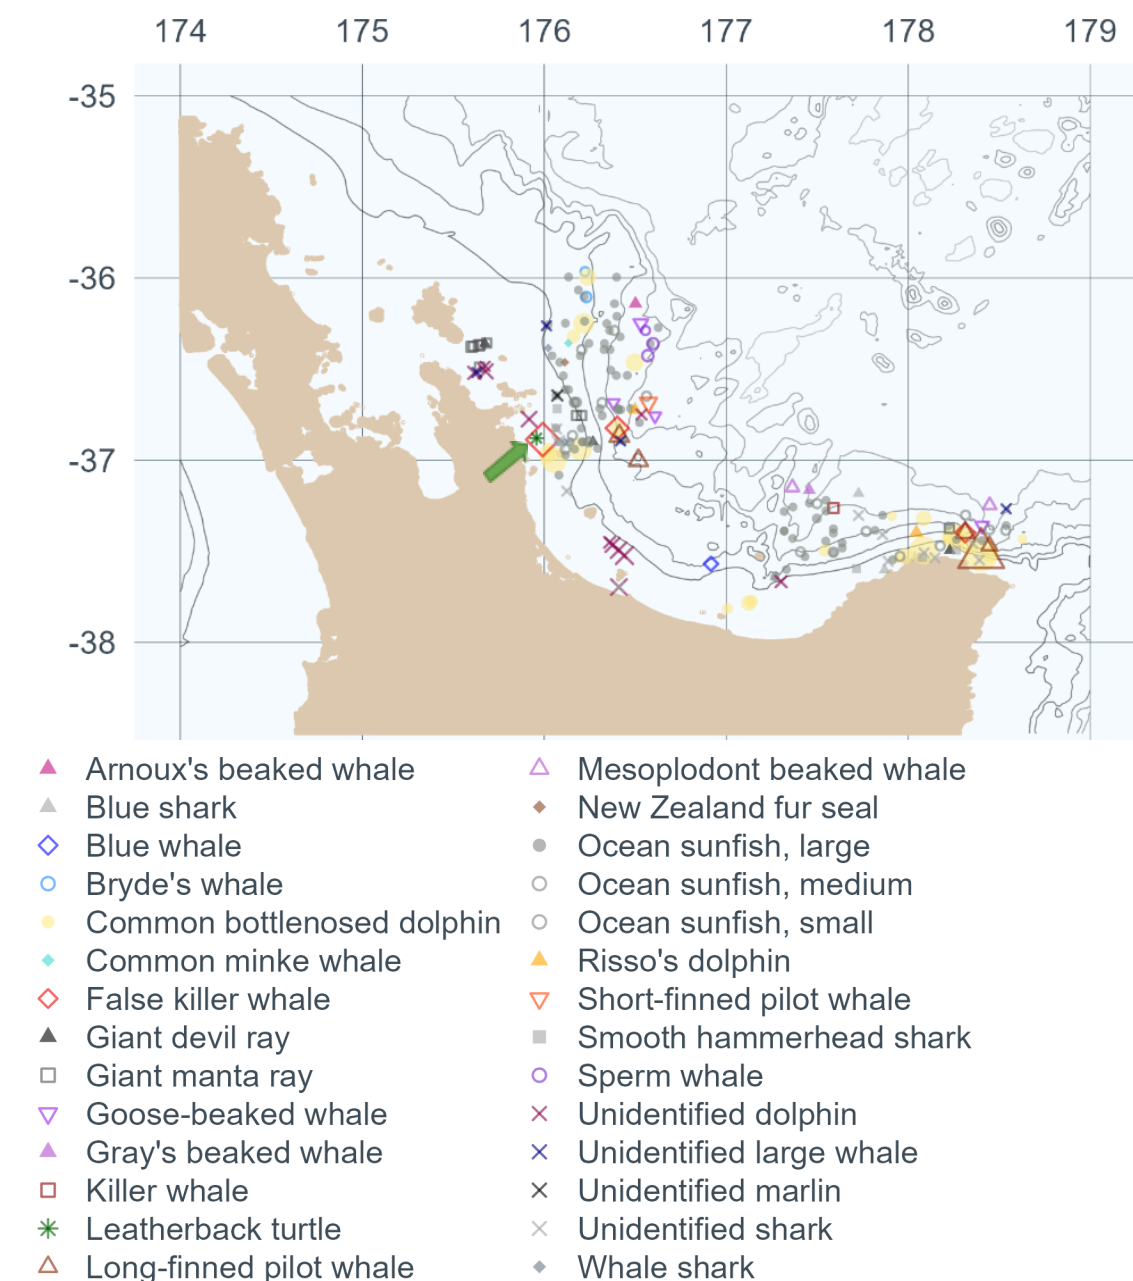 174 175 176 177 178 179
-35
-36
-37
-38
Arnoux's beaked whale
Blue shark
Blue whale
Bryde's whale
Common bottlenosed dolphin
Common minke whale
False killer whale
Giant devil ray
Giant manta ray
Goose-beaked whale
Gray's beaked whale
Killer whale
Leatherback turtle
Long-finned pilot whale
Mesoplodont beaked whale
New Zealand fur seal
Ocean sunfish, large
Ocean sunfish, medium
Ocean sunfish, small
Risso's dolphin
Short-finned pilot whale
Smooth hammerhead shark
Sperm whale
Unidentified dolphin
Unidentified large whale
Unidentified marlin
Unidentified shark
Whale shark